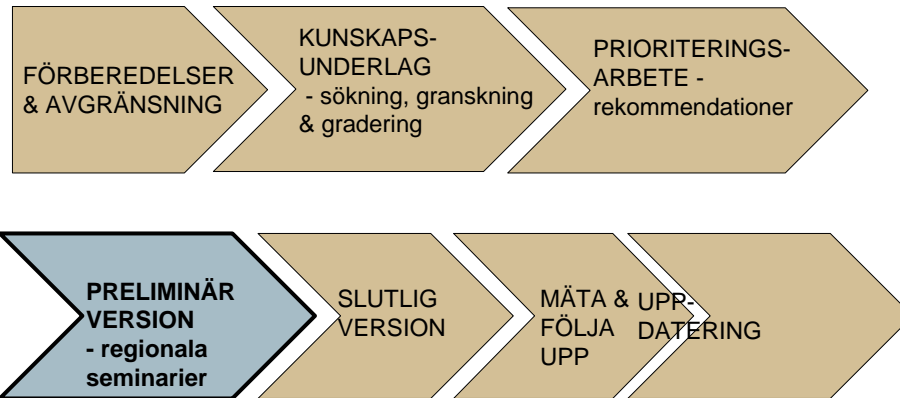 FÖRBEREDELSER
& AVGRÄNSNING
KUNSKAPS-
UNDERLAG
- sökning, granskning
& gradering
PRIORITERINGS-
ARBETE -
rekommendationer
PRELIMINÄR
VERSION
- regionala
seminarier
SLUTLIG
VERSION
MÄTA &
FÖLJA
UPP
UPP-
DATERING